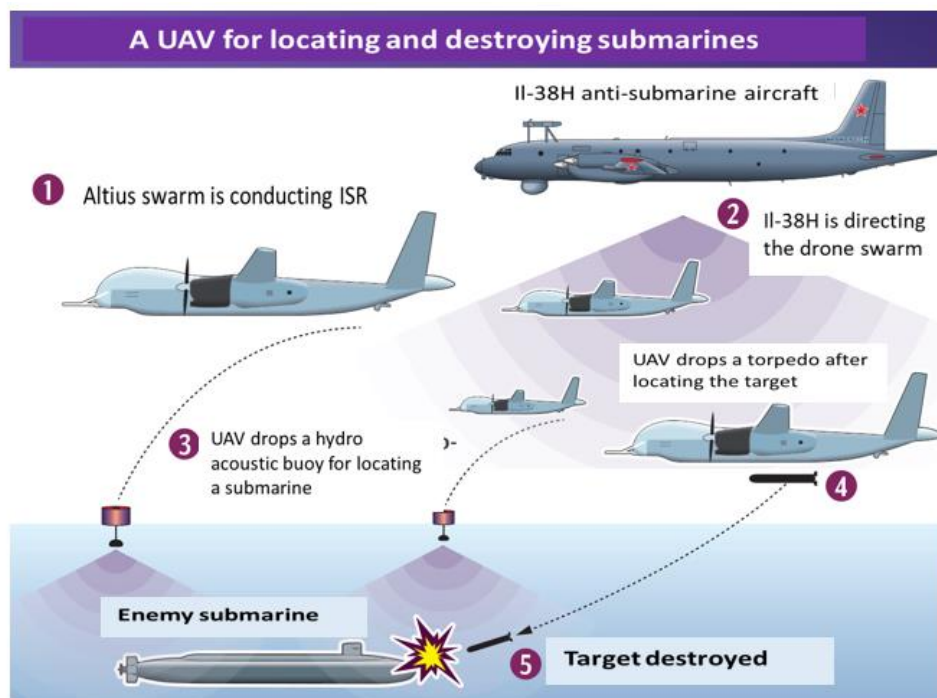 A UAV for locating and destroying submarines
Il-38H anti-submarine aircraft
1
Altius swarm is conducting ISR
2
Il-38H is directing
the drone swarm
UAV drops a torpedo after
locating the target
3
UAV drops a hydro
acoustic buoy for locating
a submarine
4
Enemy submarine
5
Target destroyed